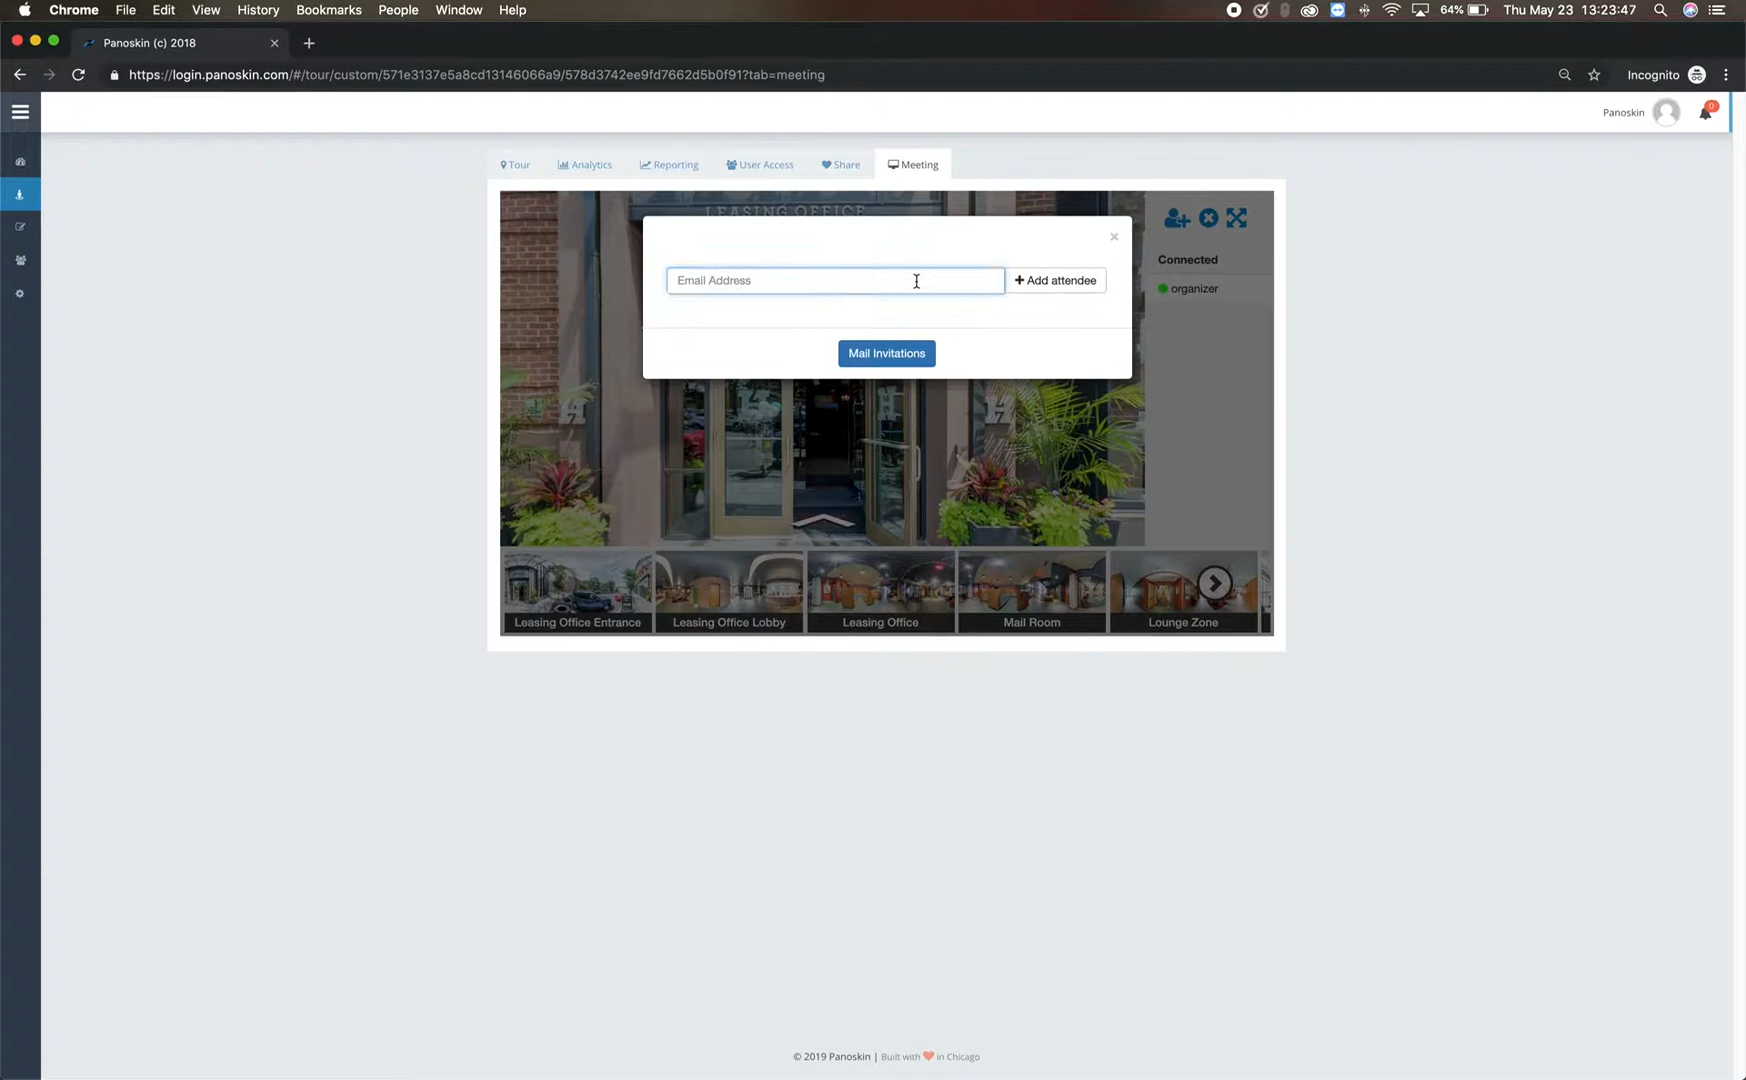 Chrome File Edit View History Bookmarks People Window Help 64% Thu May 23 13:23:47
Panoskin (c) 2018
https://login.panoskin.com/#/tour/custom/571e3137e5a8cd13146066a9/578d3742ee9fd7662d5b0f91?tab=meeting Incognito
Panoskin 0
Tour Analytics Reporting User Access Share Meeting
LEASING OFFICE
Connected
Email Address Add attendee
organizer
Mail Invitations
Leasing Office Entrance Leasing Office Lobby Leasing Office Mail Room Lounge Zone
© 2019 Panoskin | Built with in Chicago